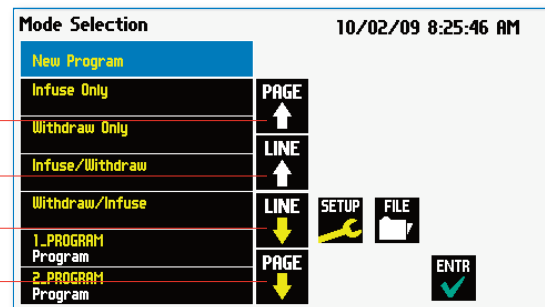 Mode Selection 10/02/09 8:25:46 AM
New Program
Infuse Only
PAGE
Withdraw Only
LINE
Infuse/Withdraw
Withdraw/Infuse
LINE
SETUP
FILE
1_PROGRAM
Program
PAGE
2_PROGRAM
Program
ENTR